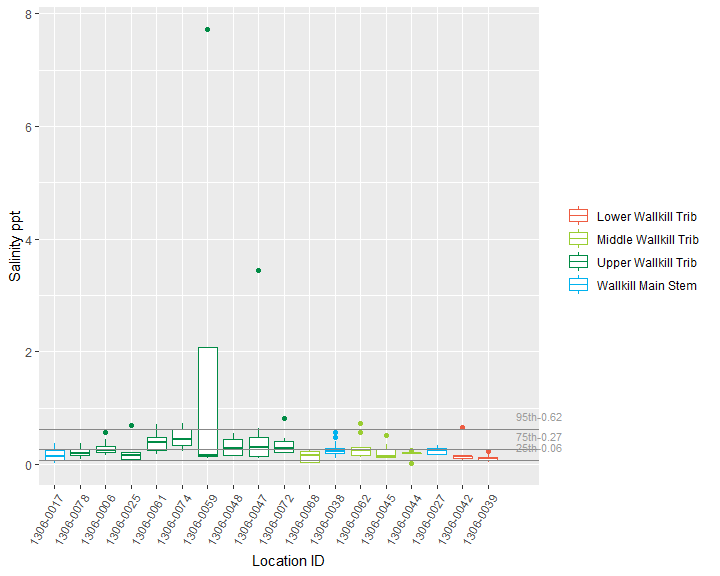 8
6
4
2
0
Salinity ppt
95th-0.62
75th-0.27
25th-0.06
1306-0017
1306-0078
1306-0006
1306-0025
1306-0061
1306-0074
1306-0059
1306-0048
1306-0047
1306-0072
1306-0068
1306-0038
1306-0062
1306-0045
1306-0044
1306-0027
1306-0042
1306-0039
Location ID
Lower Wallkill Trib
Middle Wallkill Trib
Upper Wallkill Trib
Wallkill Main Stem